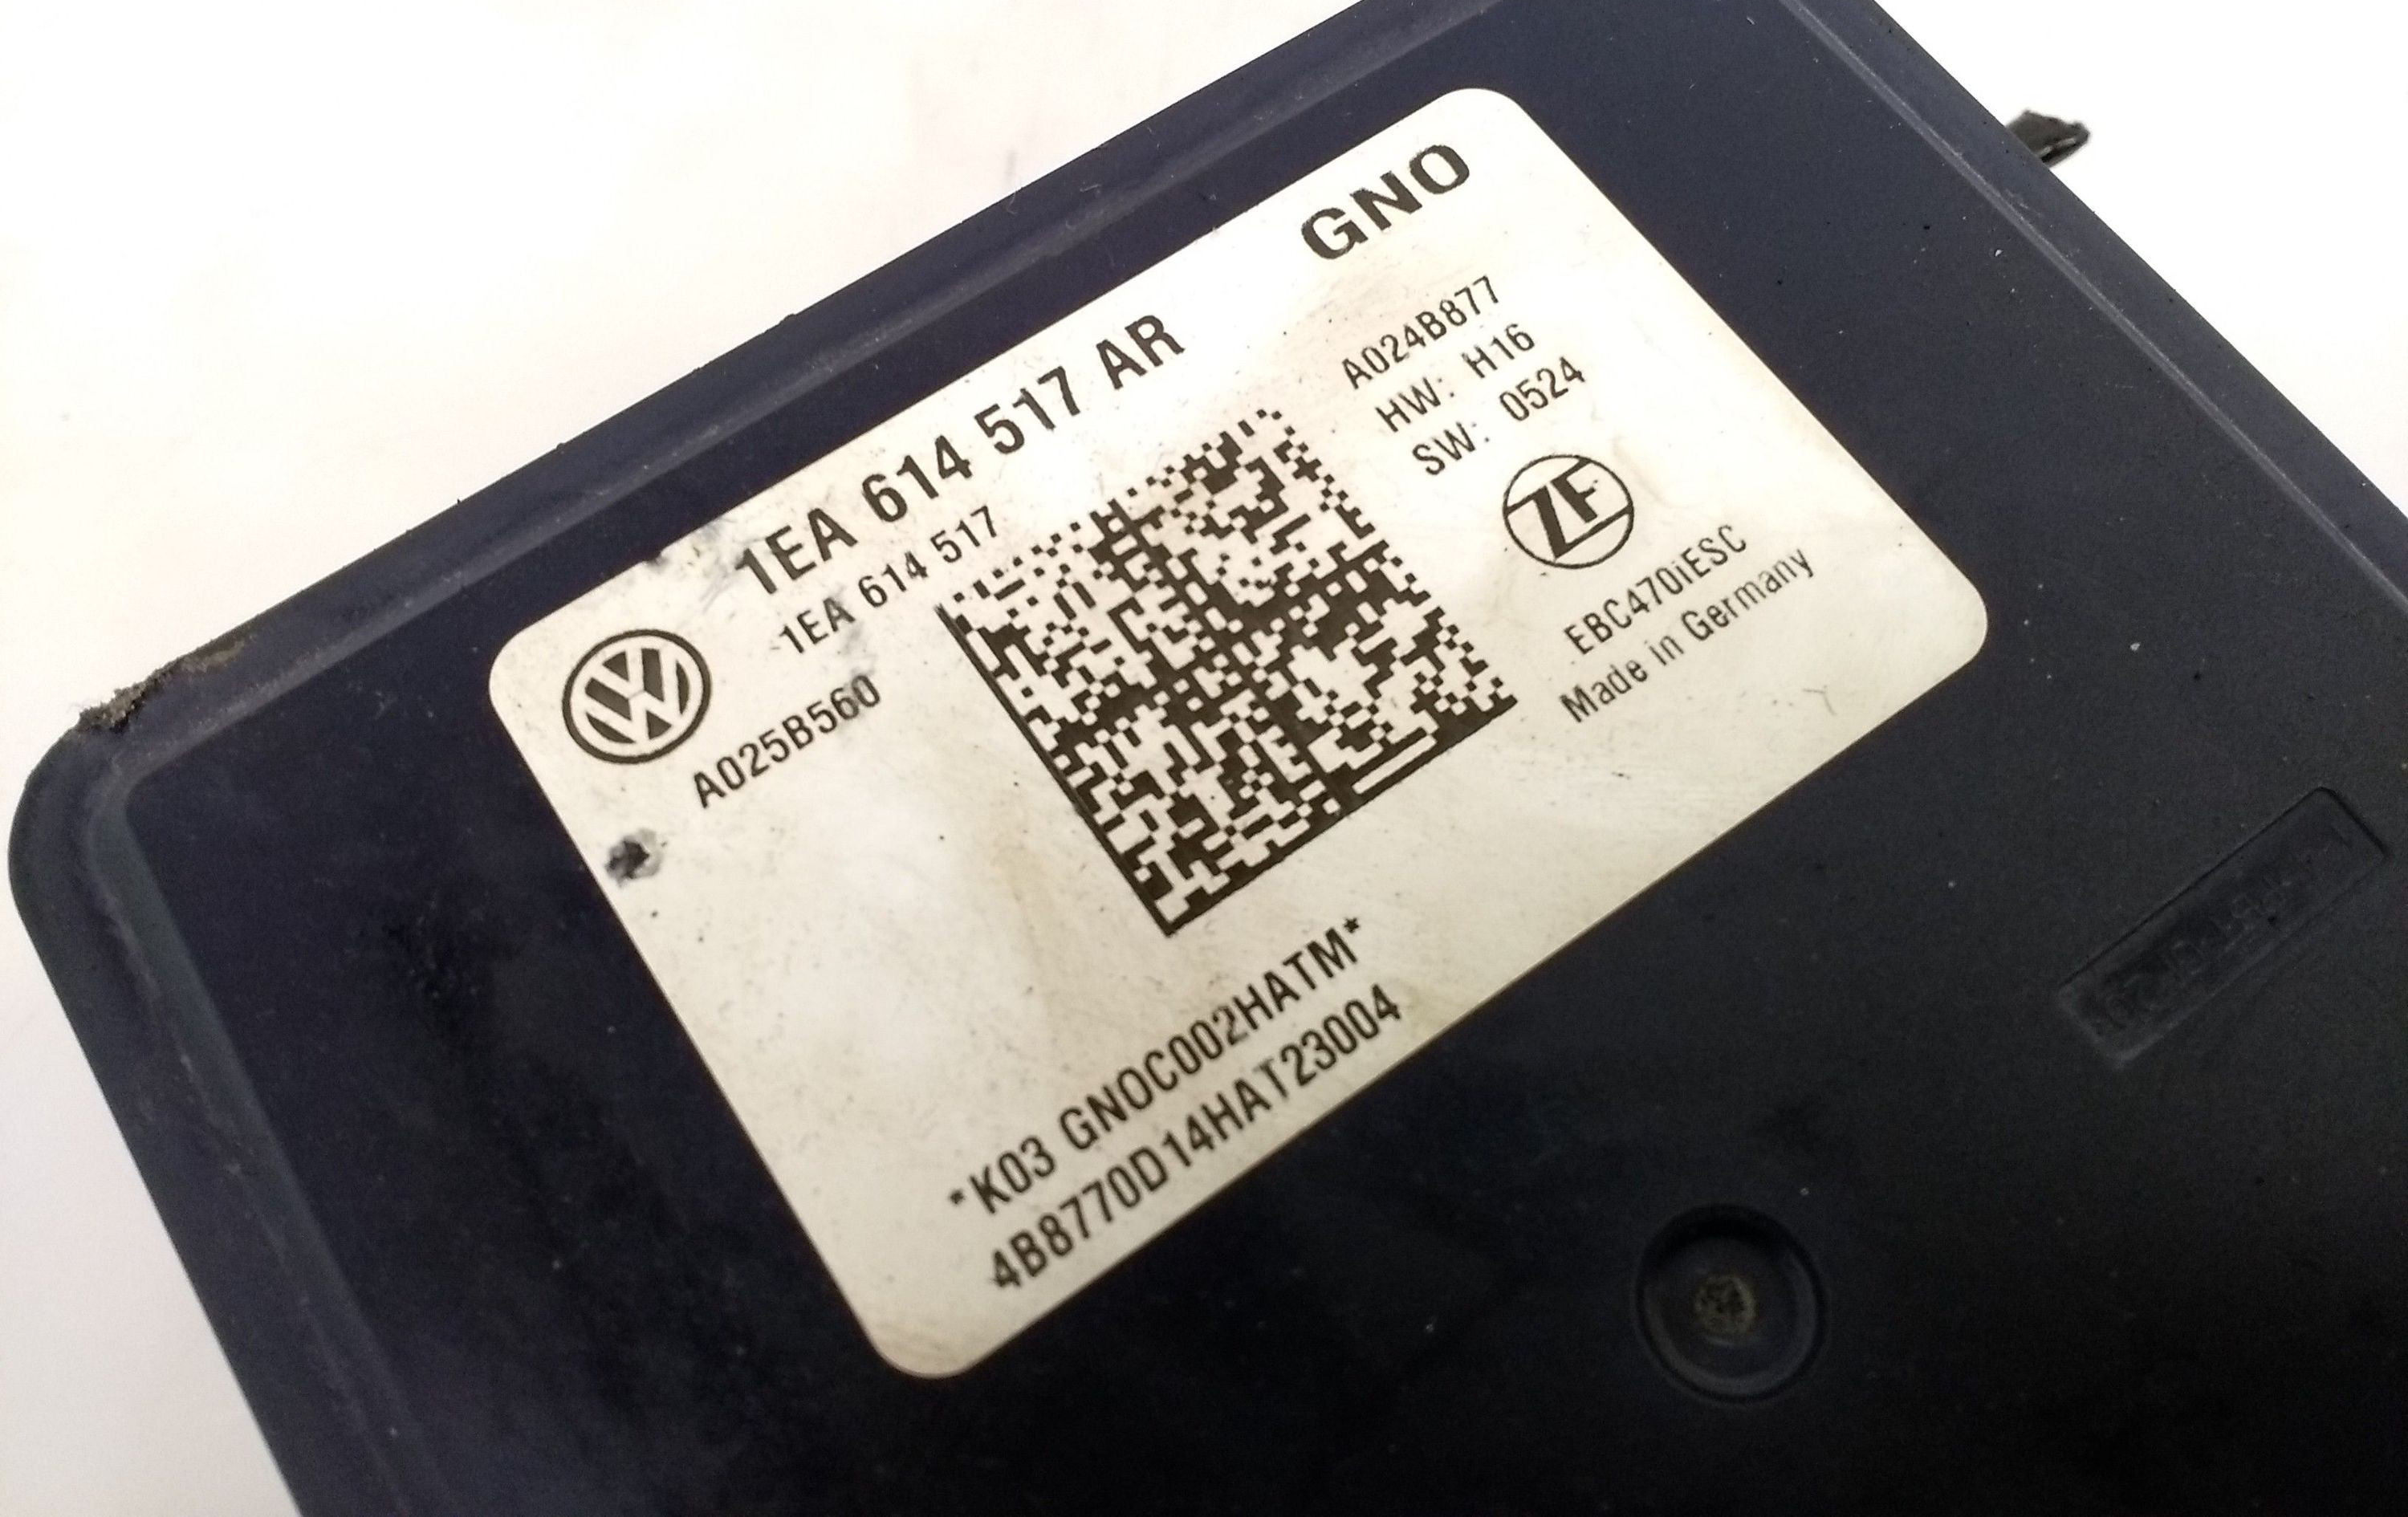 GNO
1EA 614 517 AR
1EA 614 517
A025B560
A024B877
HW: H16
SW: 0524
ZF
EBC470iESC
Made in Germany
*K03 GNOC002HATM*
4B8770D14HAT23004